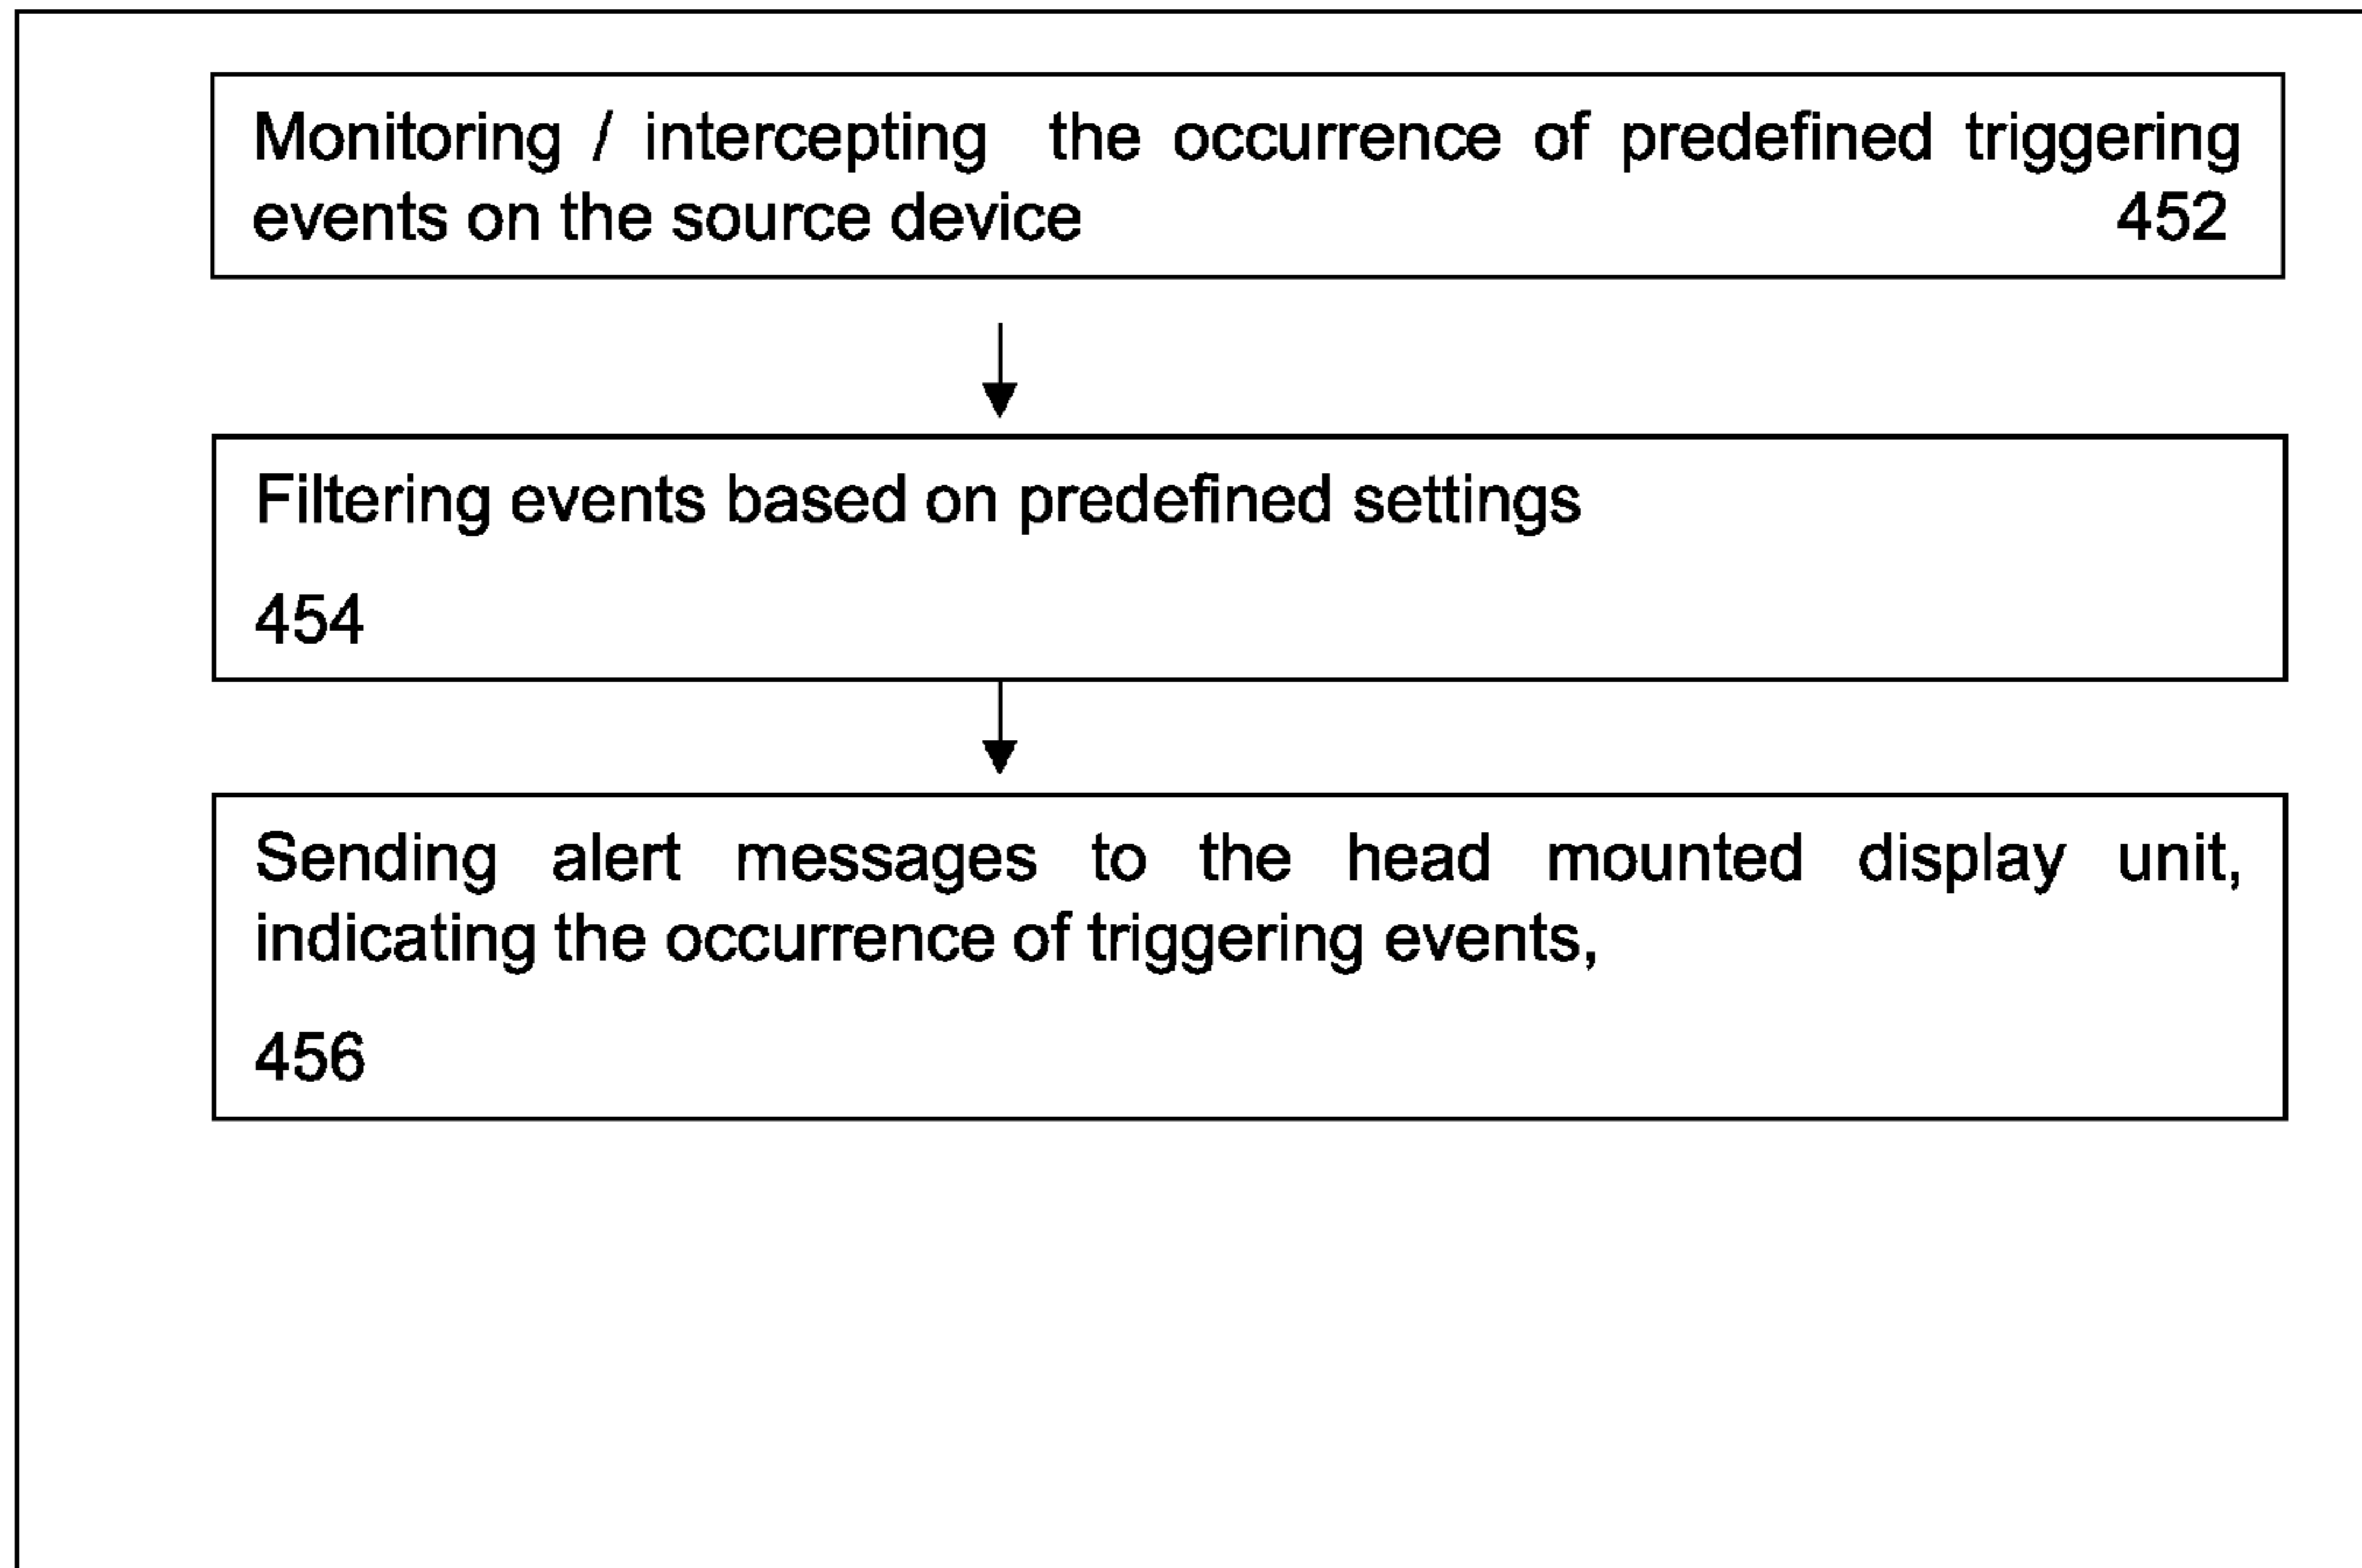 Monitoring / intercepting the occurrence of predefined triggering
events on the source device 452
Filtering events based on predefined settings
454
Sending alert messages to the head mounted display unit,
indicating the occurrence of triggering events,
456